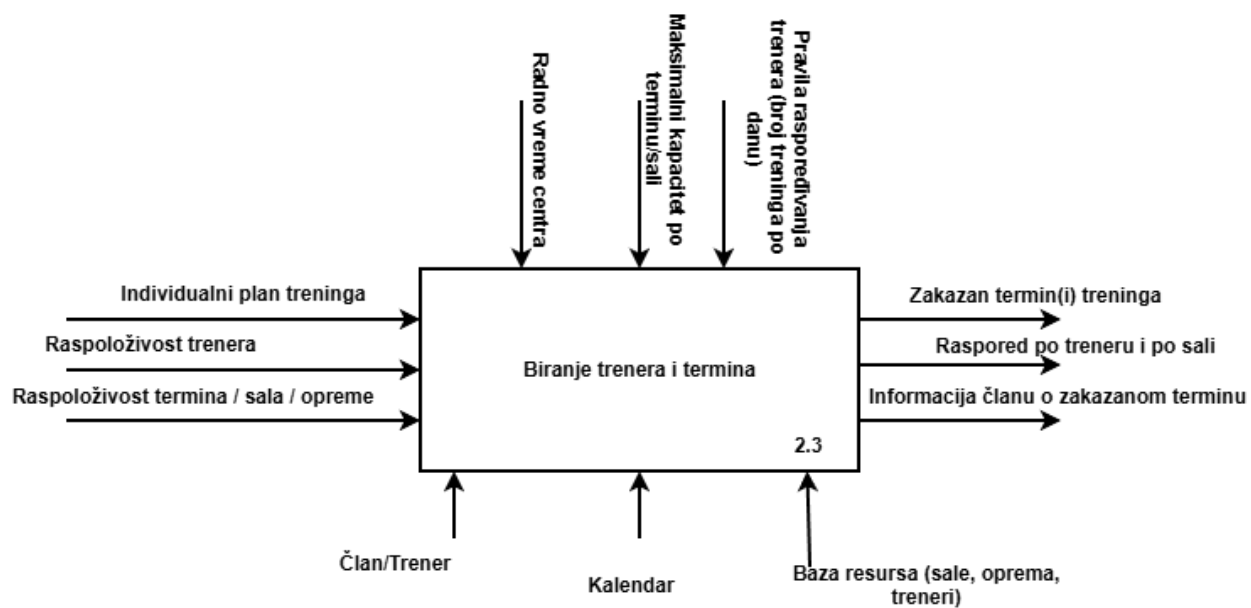 Radno vreme centra
Maksimalni kapacitet po
terminu/sali
Pravila raspoređivanja
trenera (broj treninga po
danu)
Individualni plan treninga
Raspoloživost trenera
Raspoloživost termina / sala / opreme
Biranje trenera i termina
2.3
Zakazan termin(i) treninga
Raspored po treneru i po sali
Informacija članu o zakazanom terminu
Član/Trener
Kalendar
Baza resursa (sale, oprema,
treneri)